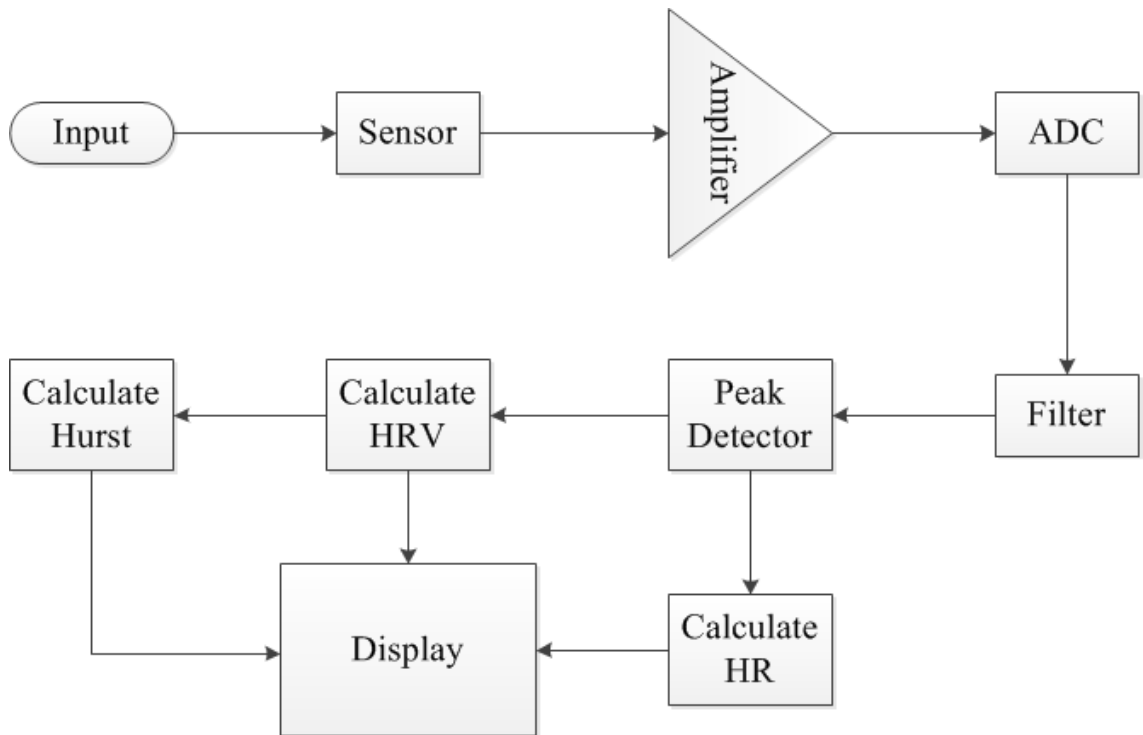 Input
Sensor
Amplifier
ADC
Calculate
Hurst
Calculate
HRV
Peak
Detector
Filter
Display
Calculate
HR